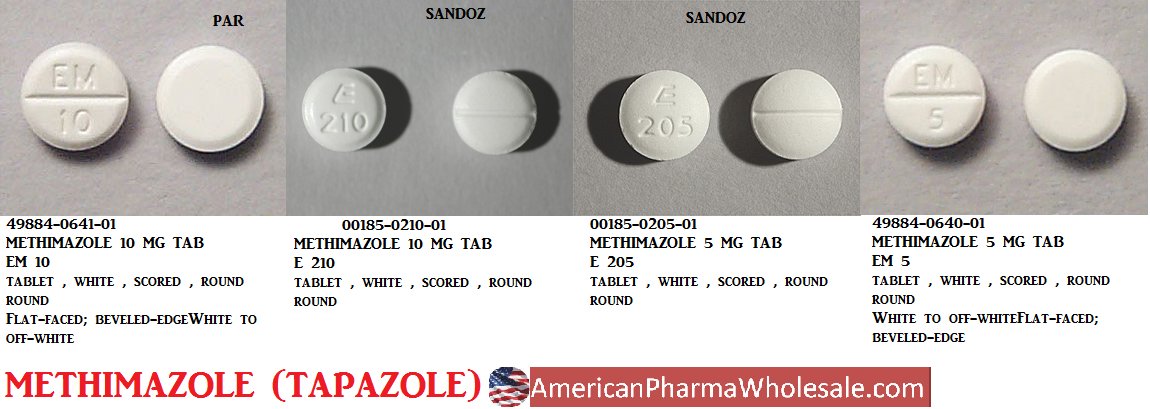 PAR
EM
10
49884-0641-01
METHIMAZOLE 10 MG TAB
EM 10
TABLET , WHITE , SCORED , ROUND
ROUND
FLAT-FACED; BEVELED-EDGEWHITE TO
OFF-WHITE
SANDOZ
E
210
00185-0210-01
METHIMAZOLE 10 MG TAB
E 210
TABLET , WHITE , SCORED , ROUND
ROUND
SANDOZ
E
205
00185-0205-01
METHIMAZOLE 5 MG TAB
E 205
TABLET , WHITE , SCORED , ROUND
ROUND
EM
5
49884-0640-01
METHIMAZOLE 5 MG TAB
EM 5
TABLET , WHITE , SCORED , ROUND
ROUND
WHITE TO OFF-WHITEFLAT-FACED;
BEVELED-EDGE
METHIMAZOLE (TAPAZOLE)
AmericanPharmaWholesale.com